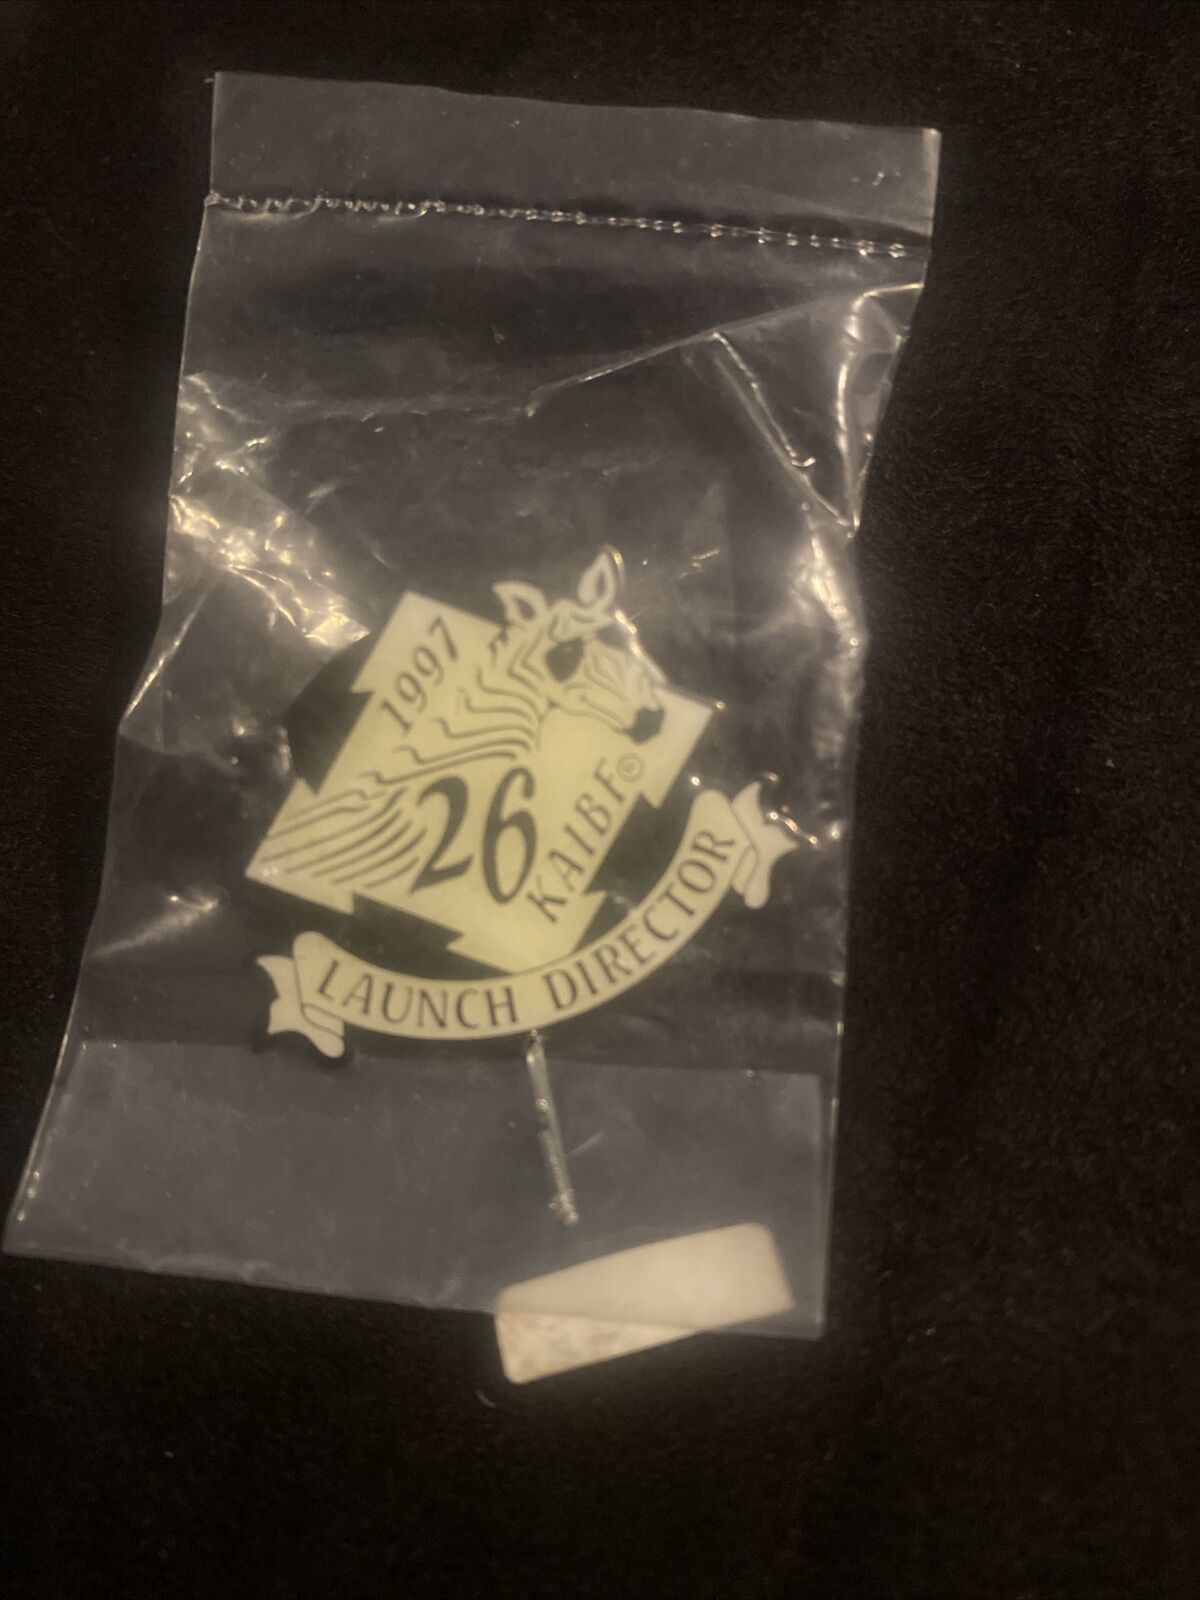 1997
26
KAIBF®
LAUNCH DIRECTOR